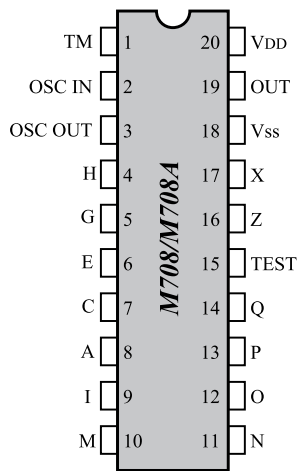 TM 1 20 VDD
OSC IN 2 19 OUT
OSC OUT 3 18 Vss
H 4 17 X
G 5 16 Z
E 6 15 TEST
C 7 14 Q
A 8 13 P
I 9 12 O
M 10 11 N
M708/M708A